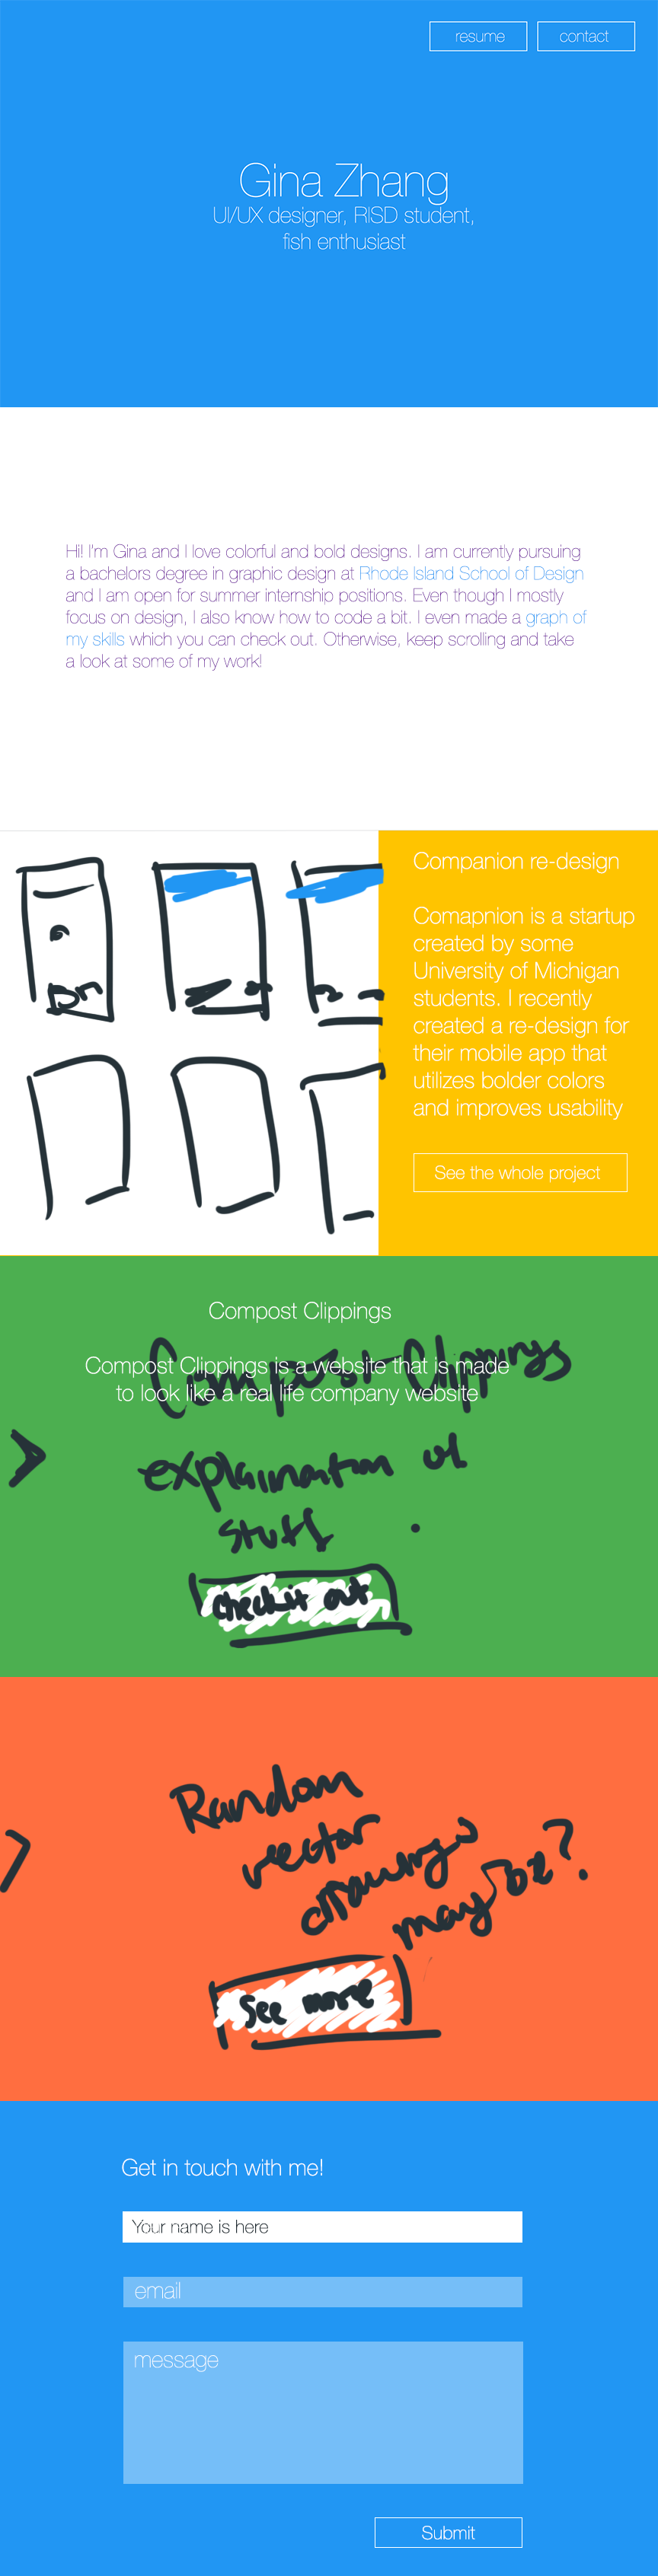 resume
contact
Gina Zhang
UI/UX designer, RISD student,
fish enthusiast
Hi! I'm Gina and I love colorful and bold designs. I am currently pursuing
a bachelors degree in graphic design at Rhode Island School of Design
and I am open for summer internship positions. Even though I mostly
focus on design, I also know how to code a bit. I even made a graph of
my skills which you can check out. Otherwise, keep scrolling and take
a look at some of my work!
Companion re-design
Comapnion is a startup
created by some
University of Michigan
students. I recently
created a re-design for
their mobile app that
utilizes bolder colors
and improves usability
See the whole project
Compost Clippings
Compost Clippings
Compost Clippings is a website that is made
to look like a real life company website
explaination of
stuff .
Check it out
Random
vector
drawings
maybe?
See more
Get in touch with me!
Your name is here
email
message
Submit